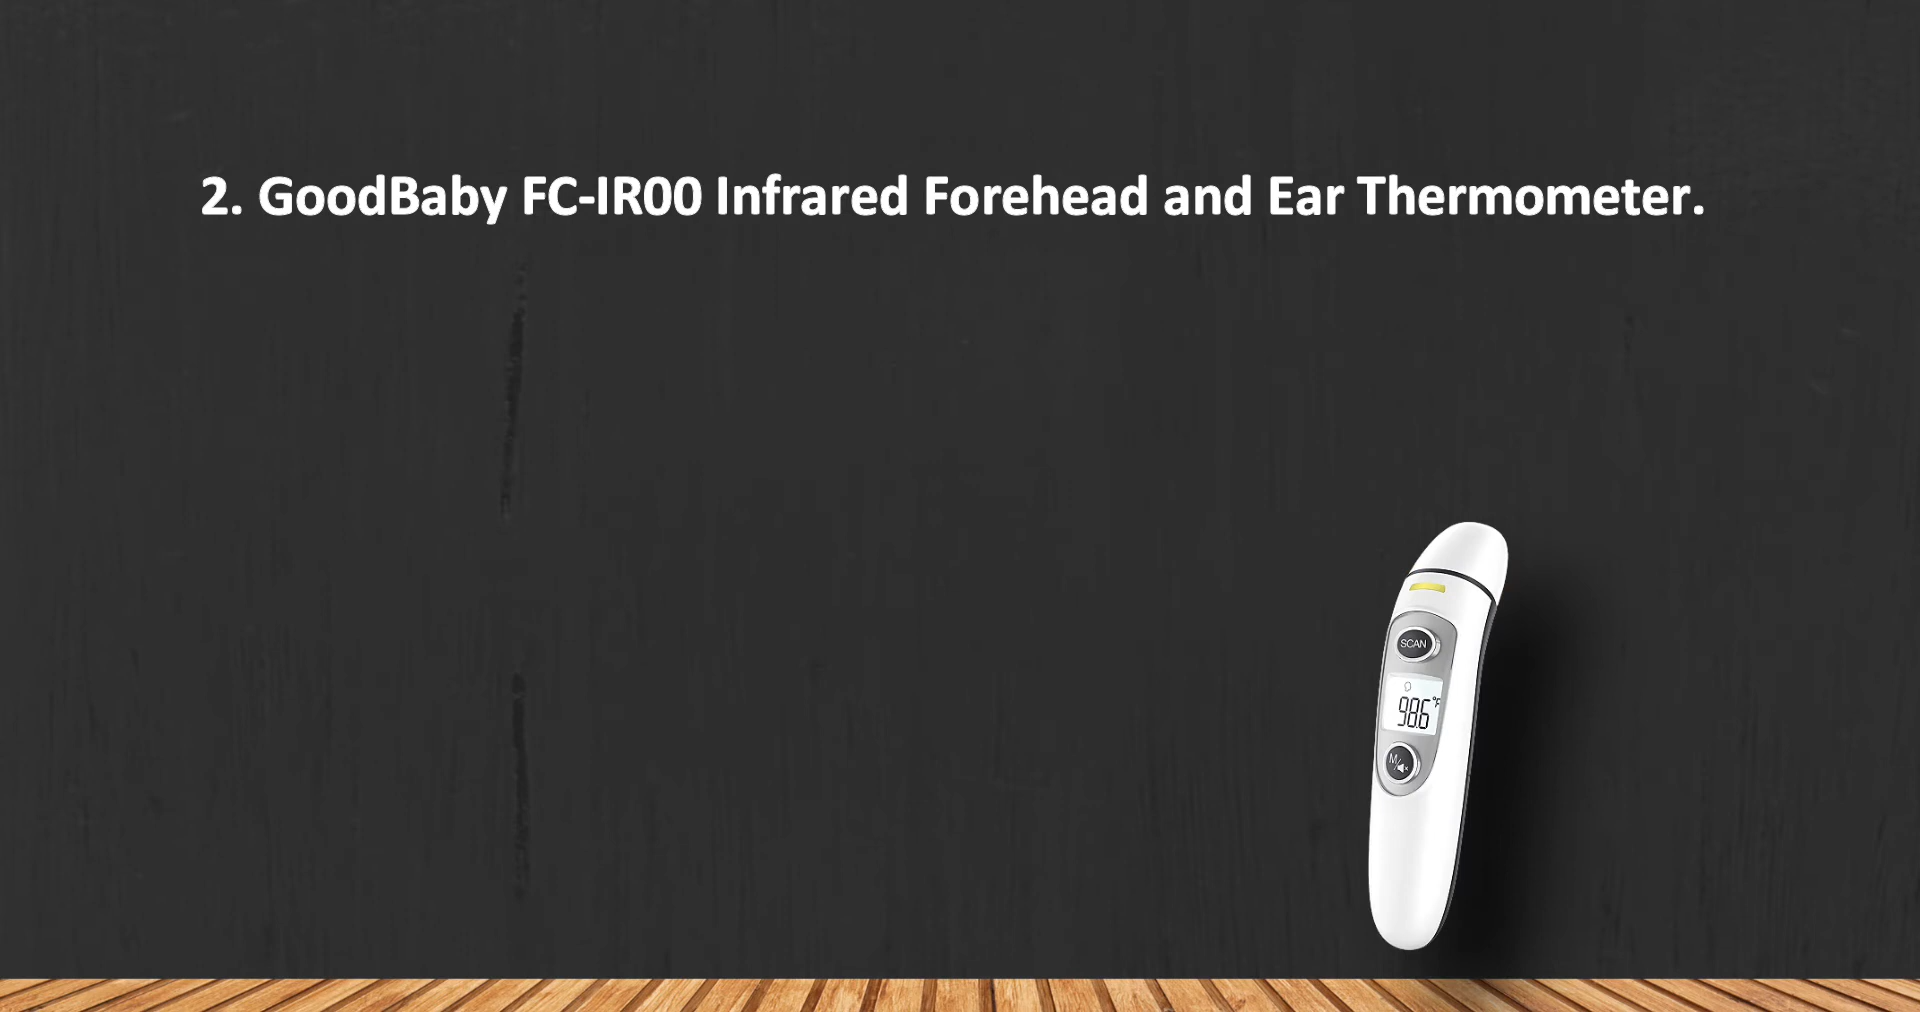 2. GoodBaby FC-IR00 Infrared Forehead and Ear Thermometer.
SCAN
98.6 °F
M/